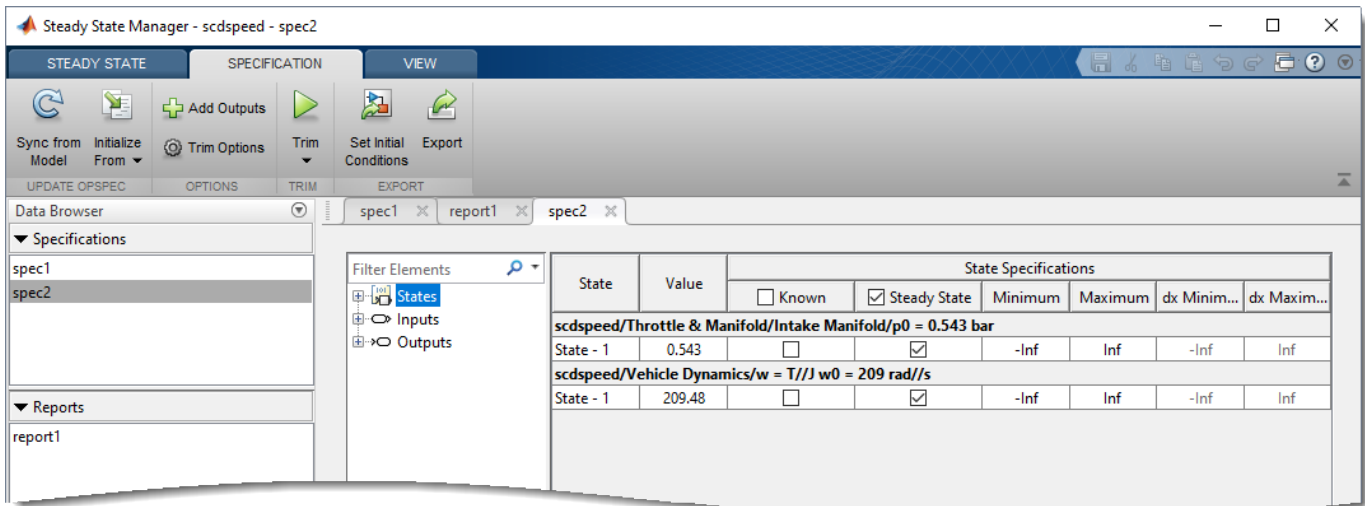 Steady State Manager - scdspeed - spec2
STEADY STATE SPECIFICATION VIEW
Sync from Model
Initialize From
Add Outputs
Trim Options
Trim
Set Initial Conditions
Export
UPDATE OPSPEC OPTIONS TRIM EXPORT
Data Browser
Specifications
spec1
spec2
Reports
report1
spec1 report1 spec2
Filter Elements
States
Inputs
Outputs
State Value State Specifications
Known Steady State Minimum Maximum dx Minim... dx Maxim...
scdspeed/Throttle & Manifold/Intake Manifold/p0 = 0.543 bar
State - 1 0.543 -Inf Inf -Inf Inf
scdspeed/Vehicle Dynamics/w = T//J w0 = 209 rad//s
State - 1 209.48 -Inf Inf -Inf Inf